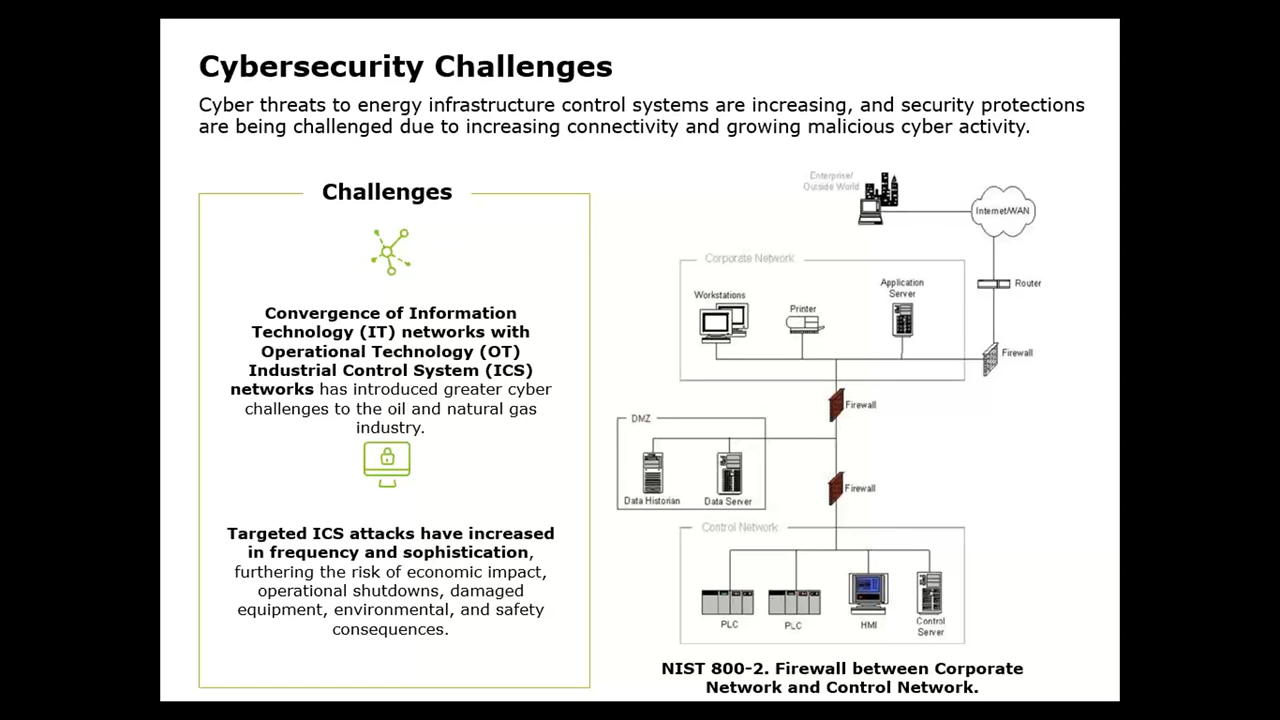 Cybersecurity Challenges
Cyber threats to energy infrastructure control systems are increasing, and security protections
are being challenged due to increasing connectivity and growing malicious cyber activity.
Challenges
Convergence of Information
Technology (IT) networks with
Operational Technology (OT)
Industrial Control System (ICS)
networks has introduced greater cyber
challenges to the oil and natural gas
industry.
Targeted ICS attacks have increased
in frequency and sophistication,
furthering the risk of economic impact,
operational shutdowns, damaged
equipment, environmental, and safety
consequences.
Enterprise/
Outside World
Internet/WAN
Router
Firewall
Corporate Network
Workstations
Printer
Application
Server
Firewall
DMZ
Data Historian
Data Server
Firewall
Control Network
PLC
PLC
HMI
Control
Server
NIST 800-2. Firewall between Corporate
Network and Control Network.